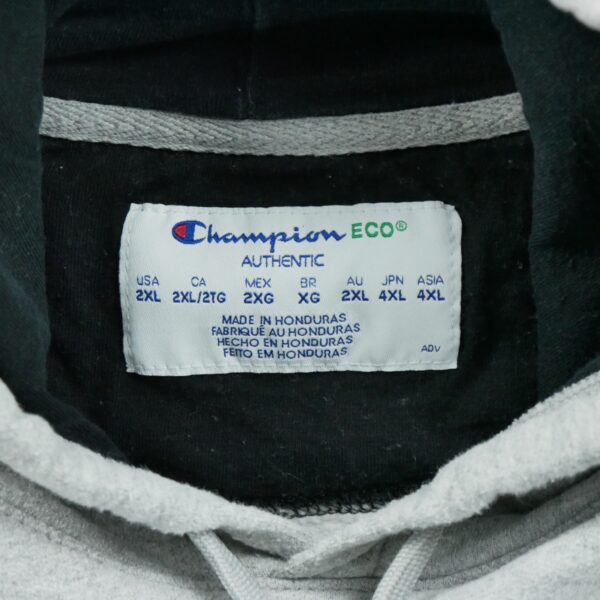 Champion ECO®
AUTHENTIC
USA CA MEX BR AU JPN ASIA
2XL 2XL/2TG 2XG XG 2XL 4XL 4XL
MADE IN HONDURAS
FABRIQUÉ AU HONDURAS
HECHO EN HONDURAS
FEITO EM HONDURAS
ADV